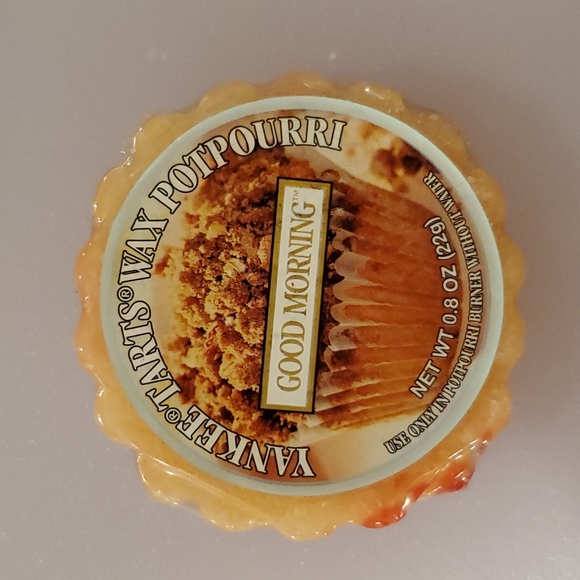 YANKEE® TARTS® WAX POTPOURRI
GOOD MORNING™
NET WT 0.8 OZ (22g)
USE ONLY IN POTPOURRI BURNER WITHOUT WATER